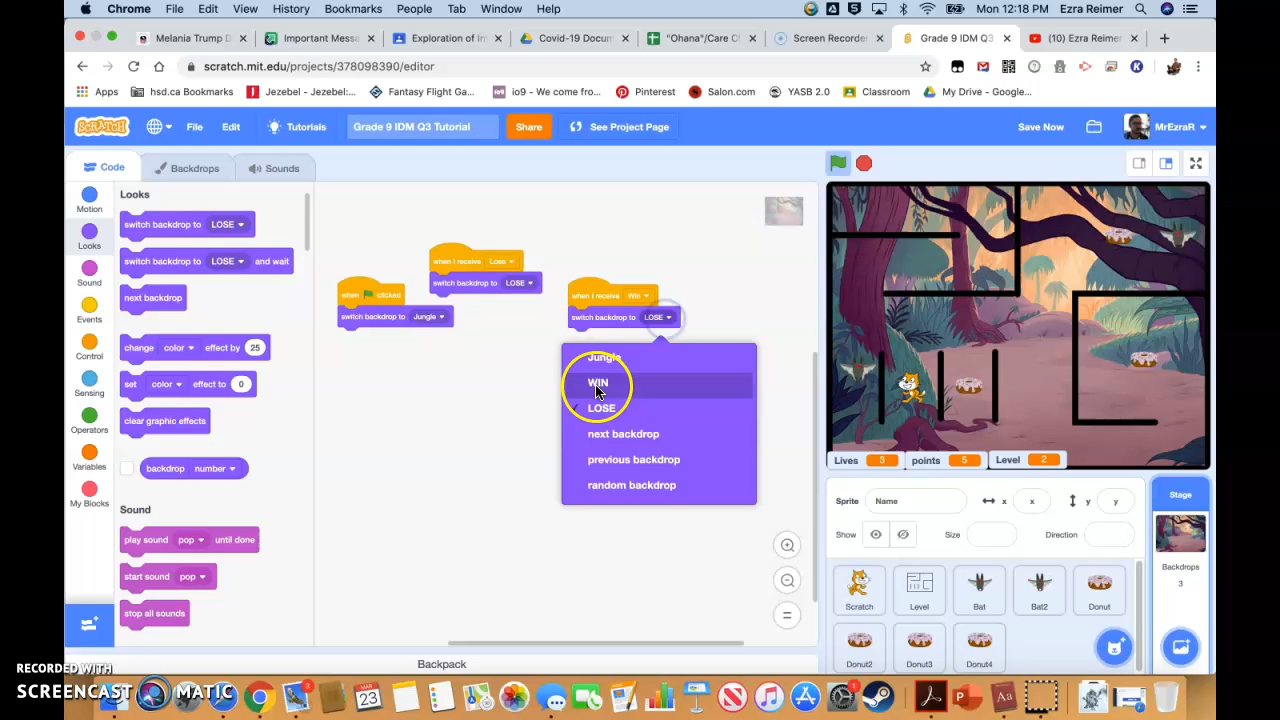 Chrome File Edit View History Bookmarks People Tab Window Help Mon 12:18 PM Ezra Reimer
Melania Trump D Important Messa Exploration of In Covid-19 Docum "Ohana"/Care C Screen Recorder Grade 9 IDM Q3 (10) Ezra Reimer
scratch.mit.edu/projects/378098390/editor
Apps hsd.ca Bookmarks Jezebel: Jezebel:... Fantasy Flight Ga... io9 - We come fro... Pinterest Salon.com YASB 2.0 Classroom My Drive - Google...
SCRATCH File Edit Tutorials Grade 9 IDM Q3 Tutorial Share See Project Page Save Now MrEzraR
Code Backdrops Sounds
Motion
Looks
Sound
Events
Control
Sensing
Operators
Variables
My Blocks
Looks
switch backdrop to LOSE
switch backdrop to LOSE and wait
next backdrop
change color effect by 25
set color effect to 0
clear graphic effects
backdrop number
Sound
play sound pop until done
start sound pop
stop all sounds
when I receive Lose
switch backdrop to LOSE
when clicked
switch backdrop to Jungle
when I receive Win
switch backdrop to LOSE
Jungle
WIN
LOSE
next backdrop
previous backdrop
random backdrop
Backpack
Lives 3 points 5 Level 2
Sprite Name x x y y
Show Size Direction
Scratch Level Bat Bat2 Donut
Donut2 Donut3 Donut4
Stage
Backdrops
3
RECORDED WITH
SCREENCAST MATIC
MAR
23